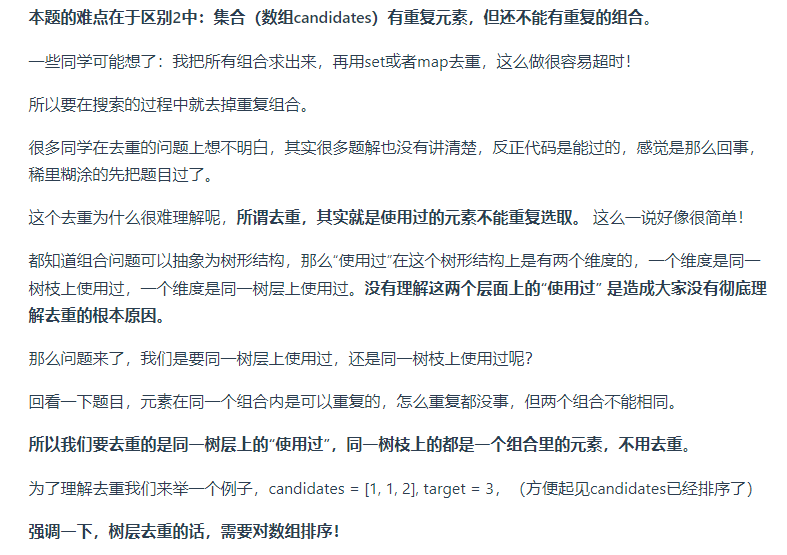 本题的难点在于区别2中：集合（数组candidates）有重复元素，但还不能有重复的组合。
一些同学可能想了：我把所有组合求出来，再用set或者map去重，这么做很容易超时！
所以要在搜索的过程中就去掉重复组合。
很多同学在去重的问题上想不明白，其实很多题解也没有讲清楚，反正代码是能过的，感觉是那么回事，
稀里糊涂的先把题目过了。
这个去重为什么很难理解呢，所谓去重，其实就是使用过的元素不能重复选取。 这么一说好像很简单！
都知道组合问题可以抽象为树形结构，那么“使用过”在这个树形结构上是有两个维度的，一个维度是同一
树枝上使用过，一个维度是同一树层上使用过。没有理解这两个层面上的“使用过” 是造成大家没有彻底理
解去重的根本原因。
那么问题来了，我们是要同一树层上使用过，还是同一树枝上使用过呢？
回看一下题目，元素在同一个组合内是可以重复的，怎么重复都没事，但两个组合不能相同。
所以我们要去重的是同一树层上的“使用过”，同一树枝上的都是一个组合里的元素，不用去重。
为了理解去重我们来举一个例子，candidates = [1, 1, 2], target = 3，（方便起见candidates已经排序了）
强调一下，树层去重的话，需要对数组排序！